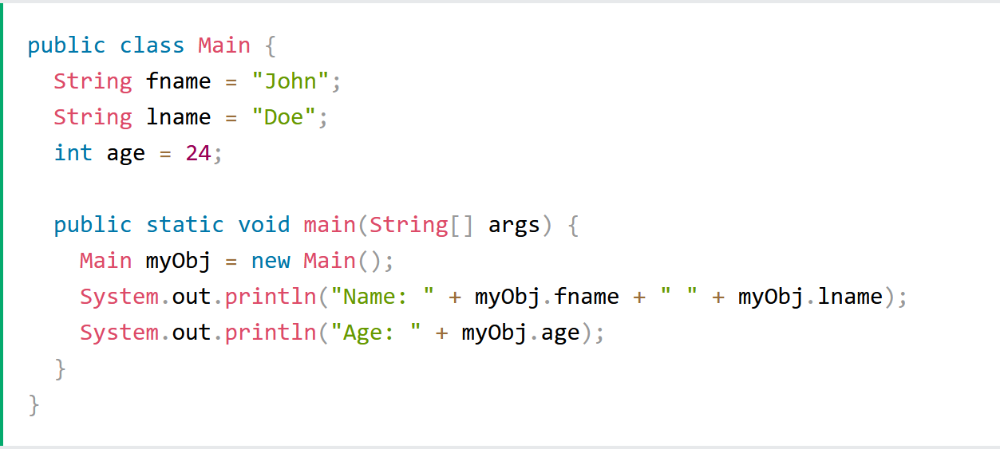 public class Main {
  String fname = "John";
  String lname = "Doe";
  int age = 24;

  public static void main(String[] args) {
    Main myObj = new Main();
    System.out.println("Name: " + myObj.fname + " " + myObj.lname);
    System.out.println("Age: " + myObj.age);
  }
}